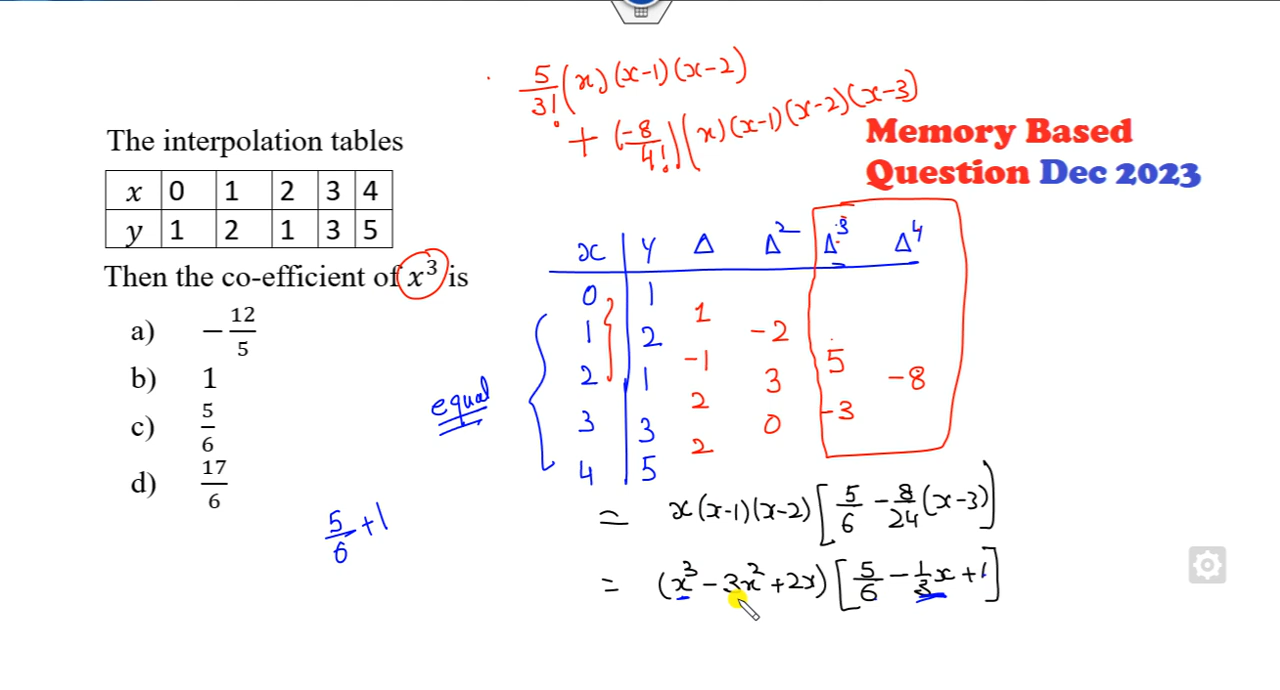 5/3! (x)(x-1)(x-2)
+ (-8/4!)(x)(x-1)(x-2)(x-3)
Memory Based
Question Dec 2023
The interpolation tables
x 0 1 2 3 4
y 1 2 1 3 5
Then the co-efficient of x³ is
a) −12/5
b) 1
c) 5/6
d) 17/6
5/6 +1
equal
x y Δ Δ² Δ³ Δ⁴
0 1
1
1 2 -2
-1 5
2 1 3 -8
2 -3
3 3 0
2
4 5
= x(x-1)(x-2)[5/6 - 8/24(x-3)]
= (x³ - 3x² + 2x)[5/6 - 1/3x + 1]